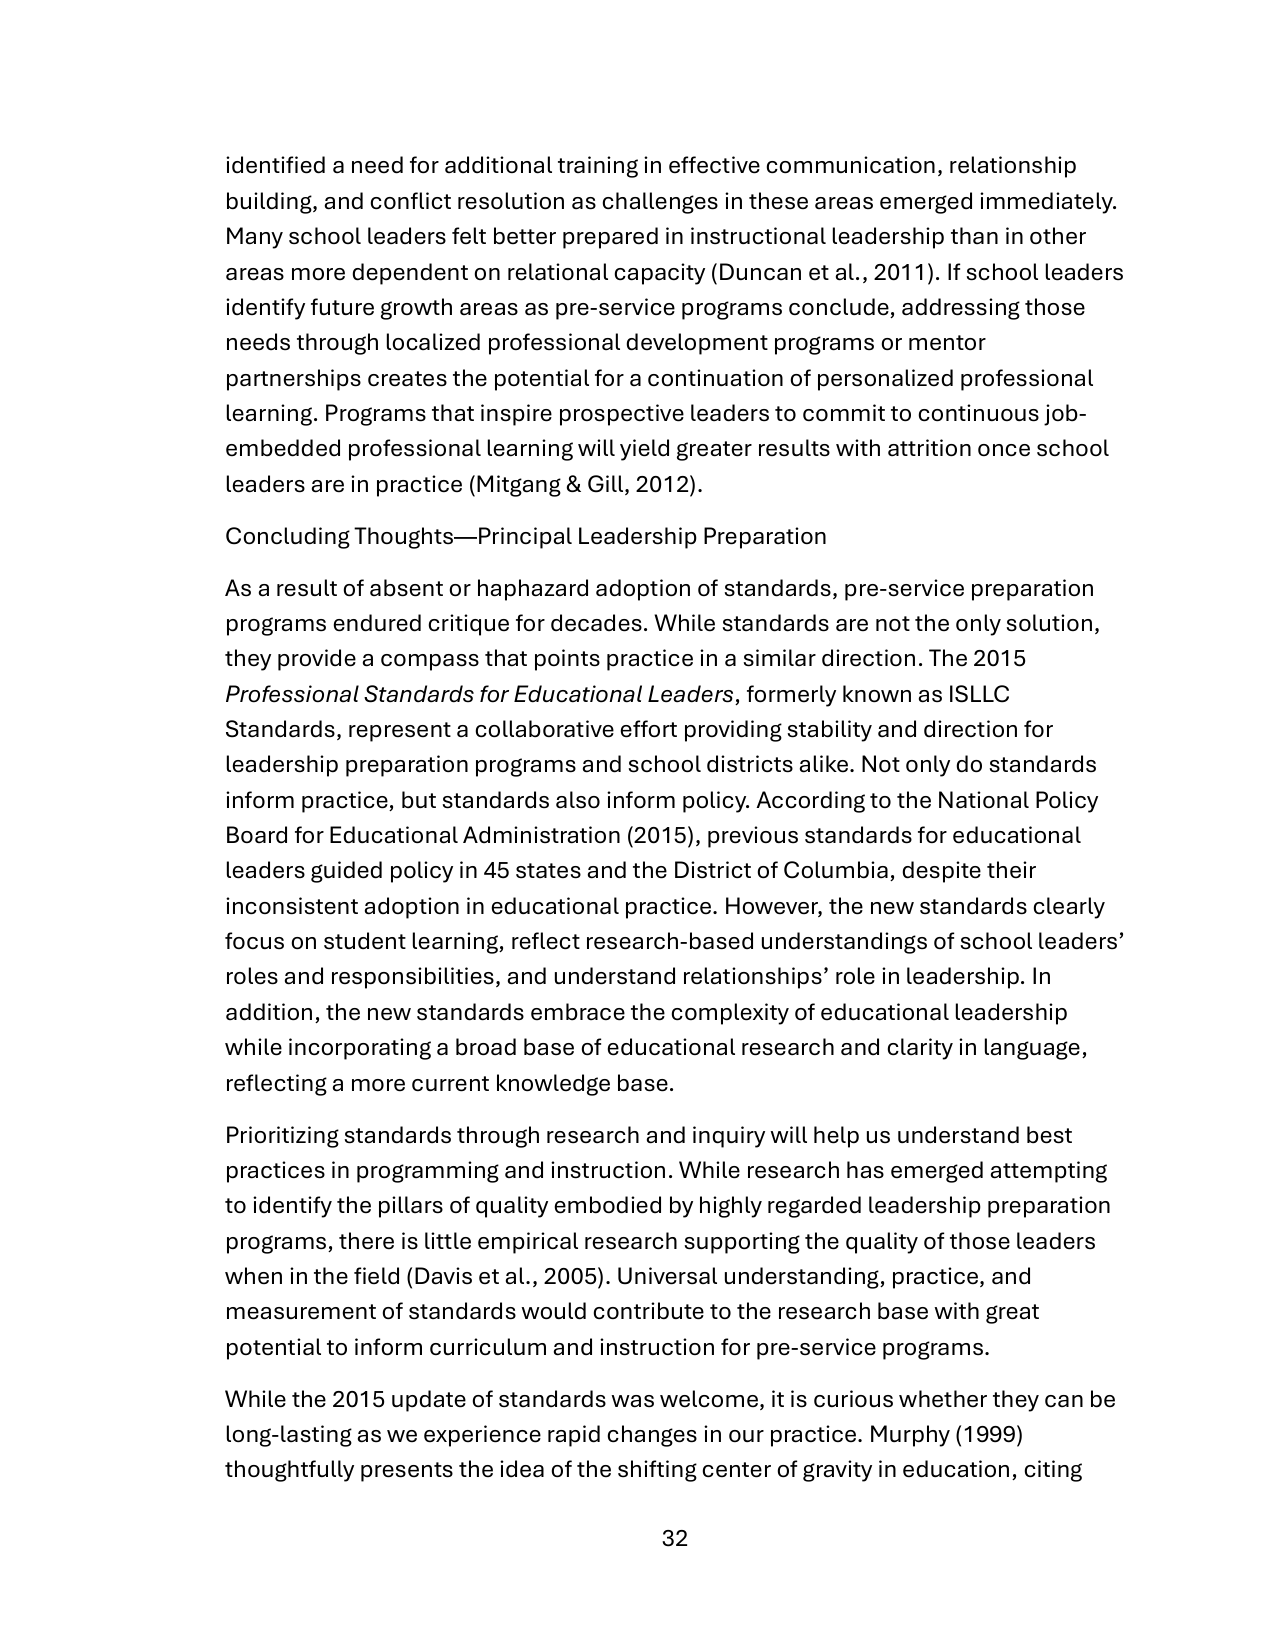 identified a need for additional training in effective communication, relationship
building, and conflict resolution as challenges in these areas emerged immediately.
Many school leaders felt better prepared in instructional leadership than in other
areas more dependent on relational capacity (Duncan et al., 2011). If school leaders
identify future growth areas as pre-service programs conclude, addressing those
needs through localized professional development programs or mentor
partnerships creates the potential for a continuation of personalized professional
learning. Programs that inspire prospective leaders to commit to continuous job-
embedded professional learning will yield greater results with attrition once school
leaders are in practice (Mitgang & Gill, 2012).
Concluding Thoughts—Principal Leadership Preparation
As a result of absent or haphazard adoption of standards, pre-service preparation
programs endured critique for decades. While standards are not the only solution,
they provide a compass that points practice in a similar direction. The 2015
Professional Standards for Educational Leaders, formerly known as ISLLC
Standards, represent a collaborative effort providing stability and direction for
leadership preparation programs and school districts alike. Not only do standards
inform practice, but standards also inform policy. According to the National Policy
Board for Educational Administration (2015), previous standards for educational
leaders guided policy in 45 states and the District of Columbia, despite their
inconsistent adoption in educational practice. However, the new standards clearly
focus on student learning, reflect research-based understandings of school leaders’
roles and responsibilities, and understand relationships’ role in leadership. In
addition, the new standards embrace the complexity of educational leadership
while incorporating a broad base of educational research and clarity in language,
reflecting a more current knowledge base.
Prioritizing standards through research and inquiry will help us understand best
practices in programming and instruction. While research has emerged attempting
to identify the pillars of quality embodied by highly regarded leadership preparation
programs, there is little empirical research supporting the quality of those leaders
when in the field (Davis et al., 2005). Universal understanding, practice, and
measurement of standards would contribute to the research base with great
potential to inform curriculum and instruction for pre-service programs.
While the 2015 update of standards was welcome, it is curious whether they can be
long-lasting as we experience rapid changes in our practice. Murphy (1999)
thoughtfully presents the idea of the shifting center of gravity in education, citing
32